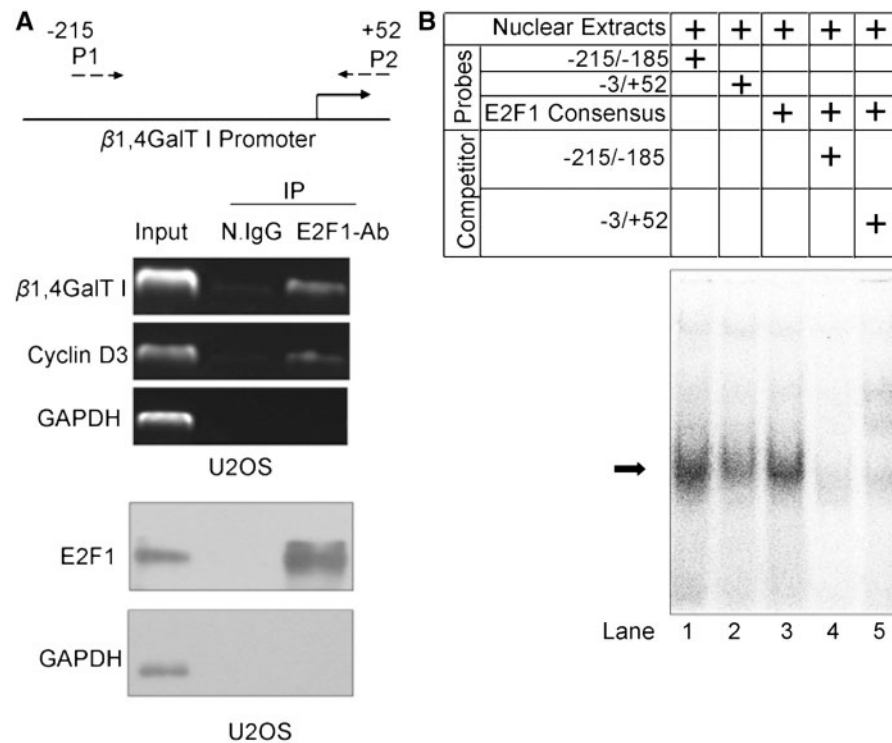 A
-215 +52
P1 P2
β1,4GalT I Promoter
IP
Input N.IgG E2F1-Ab
β1,4GalT I
Cyclin D3
GAPDH
U2OS
E2F1
GAPDH
U2OS
B
Nuclear Extracts + + + + +
Probes
-215/-185 +
-3/+52 +
E2F1 Consensus + + +
Competitor
-215/-185 +
-3/+52 +
Lane 1 2 3 4 5